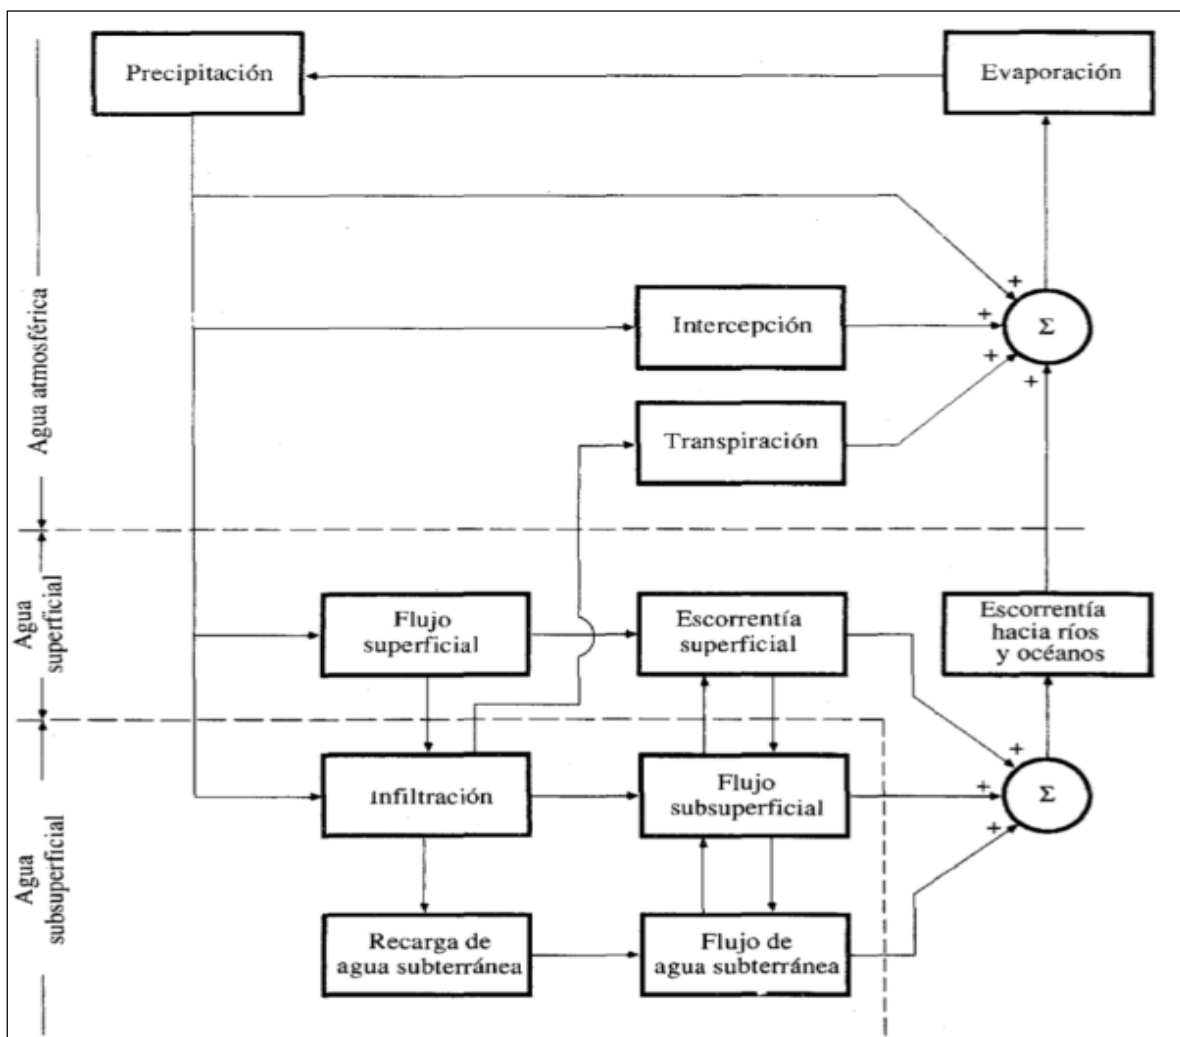 Precipitación
Evaporación
+
+
Intercepción
Σ
+
+
Transpiración
Agua atmosférica
Agua
superficial
Flujo
superficial
Escorrentía
superficial
Escorrentía
hacia ríos
y océanos
+
Infiltración
Flujo
subsuperficial
+
Σ
+
Agua
subsuperficial
Recarga de
agua subterránea
Flujo de
agua subterránea